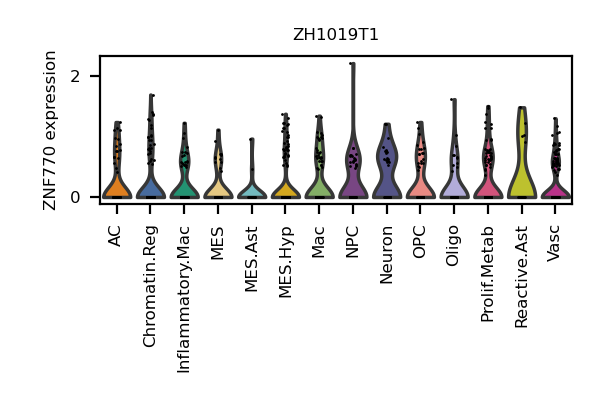 ZH1019T1
ZNF770 expression
2
0
AC
Chromatin.Reg
Inflammatory.Mac
MES
MES.Ast
MES.Hyp
Mac
NPC
Neuron
OPC
Oligo
Prolif.Metab
Reactive.Ast
Vasc